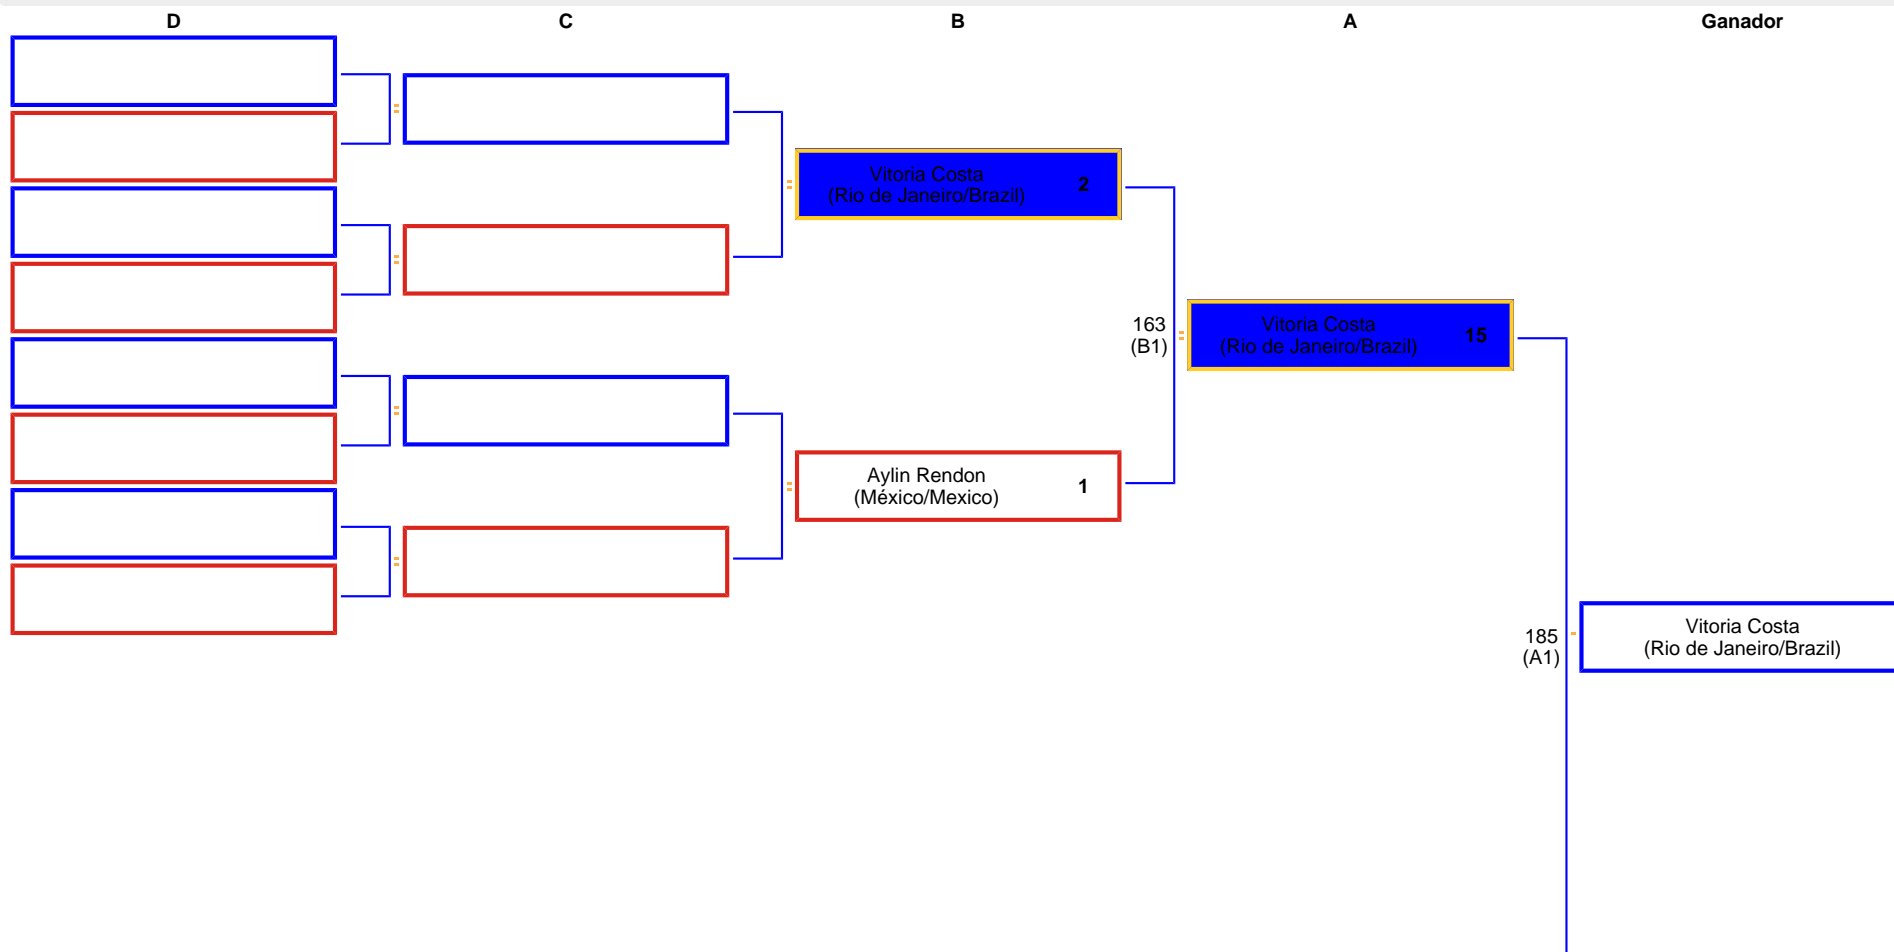 D
C
B
A
Ganador
Vitoria Costa
(Rio de Janeiro/Brazil)
2
163
(B1)
Vitoria Costa
(Rio de Janeiro/Brazil)
15
Aylin Rendon
(México/Mexico)
1
185
(A1)
Vitoria Costa
(Rio de Janeiro/Brazil)